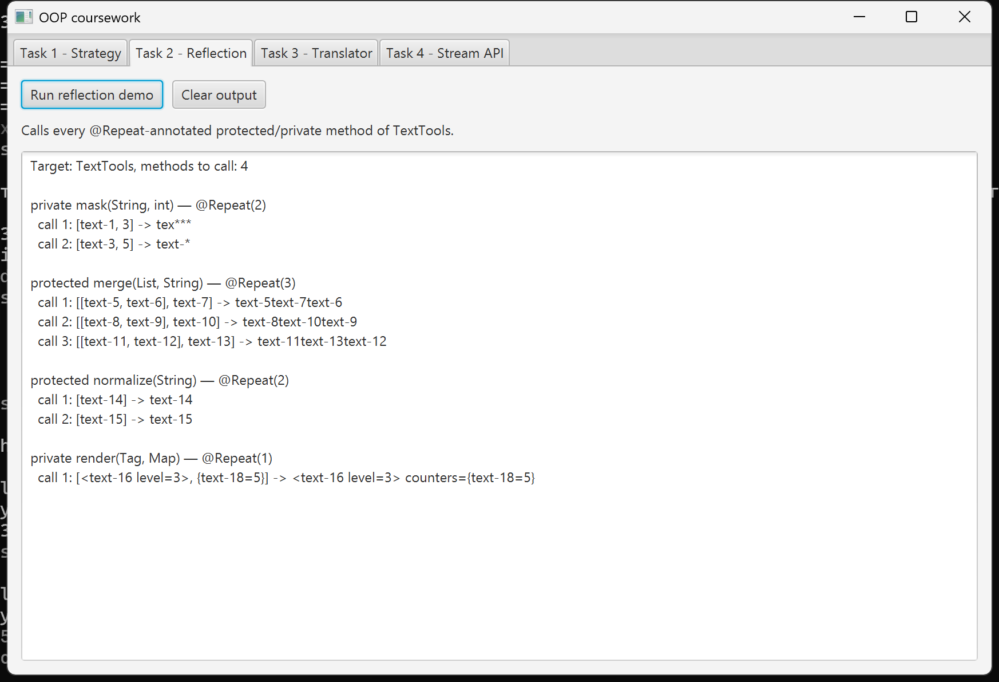 OOP coursework
Task 1 - Strategy
Task 2 - Reflection
Task 3 - Translator
Task 4 - Stream API
Run reflection demo
Clear output
Calls every @Repeat-annotated protected/private method of TextTools.
Target: TextTools, methods to call: 4
private mask(String, int) — @Repeat(2)
call 1: [text-1, 3] -> tex***
call 2: [text-3, 5] -> text-*
protected merge(List, String) — @Repeat(3)
call 1: [[text-5, text-6], text-7] -> text-5text-7text-6
call 2: [[text-8, text-9], text-10] -> text-8text-10text-9
call 3: [[text-11, text-12], text-13] -> text-11text-13text-12
protected normalize(String) — @Repeat(2)
call 1: [text-14] -> text-14
call 2: [text-15] -> text-15
private render(Tag, Map) — @Repeat(1)
call 1: [<text-16 level=3>, {text-18=5}] -> <text-16 level=3> counters={text-18=5}